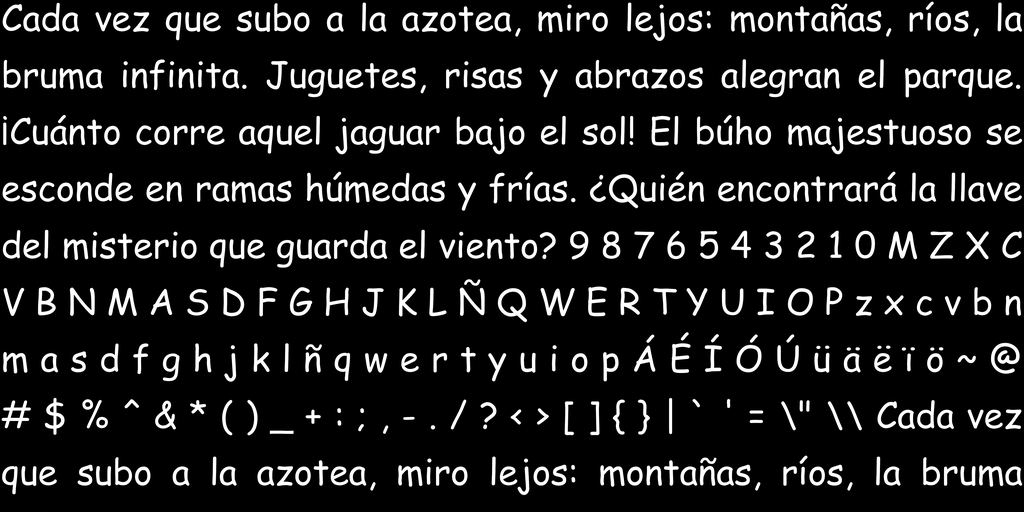 Cada vez que subo a la azotea, miro lejos: montañas, ríos, la
bruma infinita. Juguetes, risas y abrazos alegran el parque.
¡Cuánto corre aquel jaguar bajo el sol! El búho majestuoso se
esconde en ramas húmedas y frías. ¿Quién encontrará la llave
del misterio que guarda el viento? 9 8 7 6 5 4 3 2 1 0 M Z X C
V B N M A S D F G H J K L Ñ Q W E R T Y U I O P z x c v b n
m a s d f g h j k l ñ q w e r t y u i o p Á É Í Ó Ú ü ä ë ï ö ~ @
# $ % ^ & * ( ) _ + : ; , - . / ? < > [ ] { } | ` ' = \" \\ Cada vez
que subo a la azotea, miro lejos: montañas, ríos, la bruma